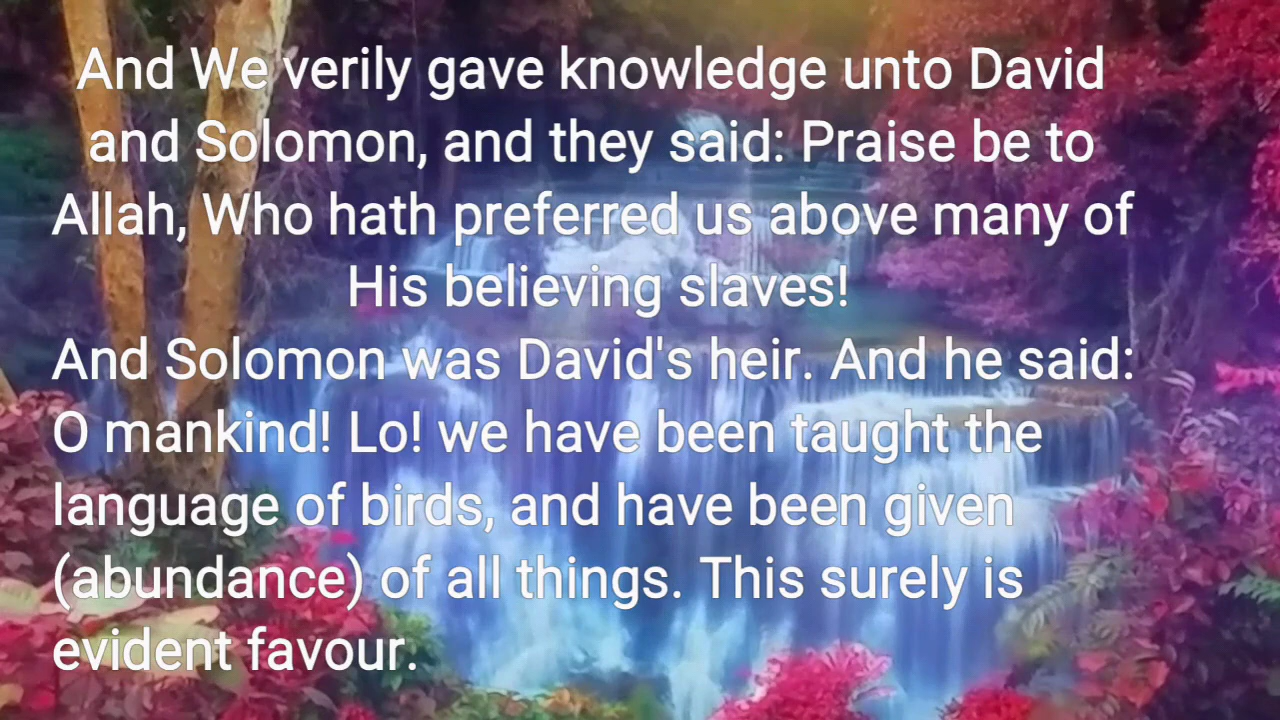 And We verily gave knowledge unto David
and Solomon, and they said: Praise be to
Allah, Who hath preferred us above many of
His believing slaves!
And Solomon was David's heir. And he said:
O mankind! Lo! we have been taught the
language of birds, and have been given
(abundance) of all things. This surely is
evident favour.